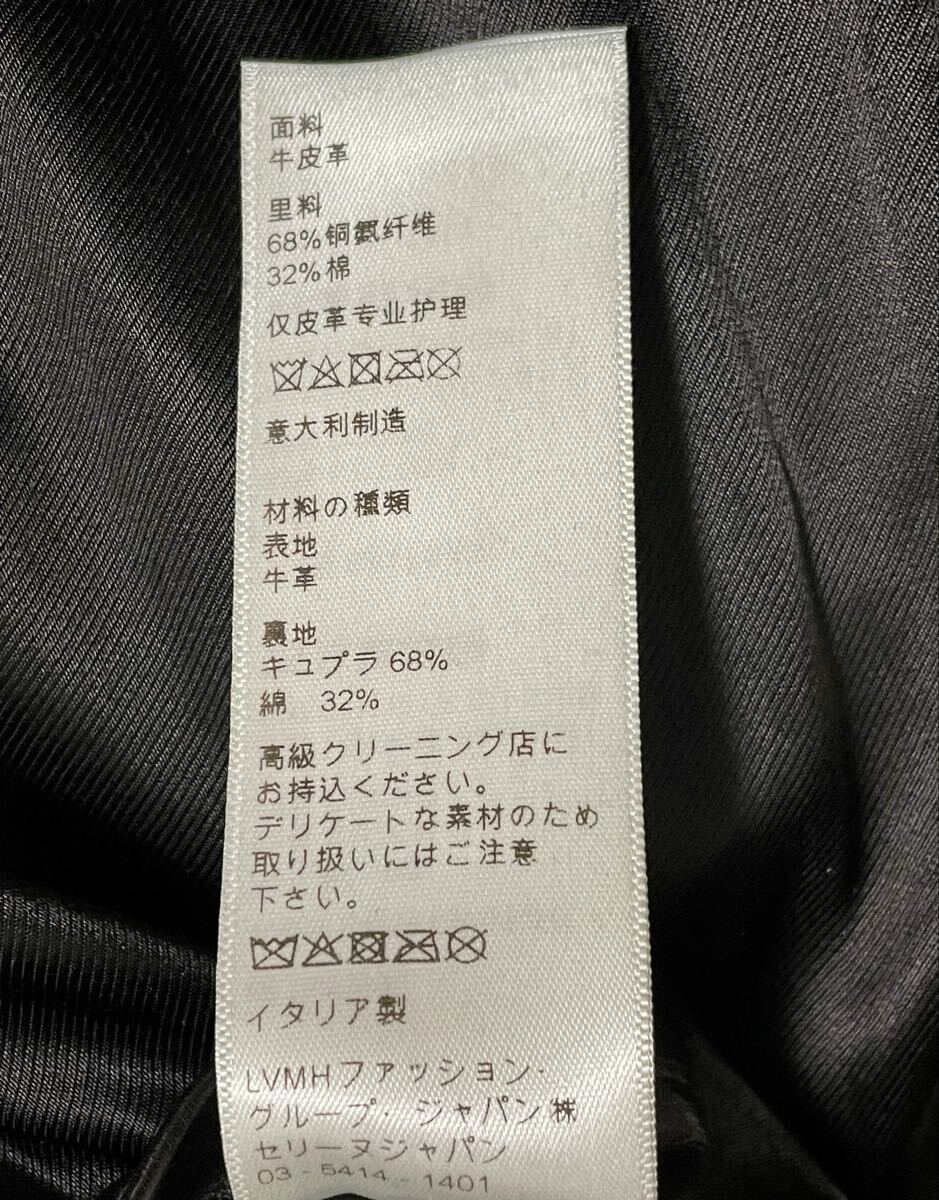 面料
牛皮革
里料
68%铜氨纤维
32%棉
仅皮革专业护理
意大利制造
材料の種類
表地
牛革
裏地
キュプラ 68%
綿 32%
高級クリーニング店に
お持込ください。
デリケートな素材のため
取り扱いにはご注意
下さい。
イタリア製
LVMHファッション・
グループ・ジャパン㈱
セリーヌジャパン
03-5414-1401